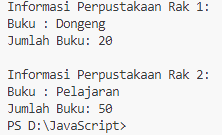 Informasi Perpustakaan Rak 1:
Buku : Dongeng
Jumlah Buku: 20

Informasi Perpustakaan Rak 2:
Buku : Pelajaran
Jumlah Buku: 50
PS D:\JavaScript>